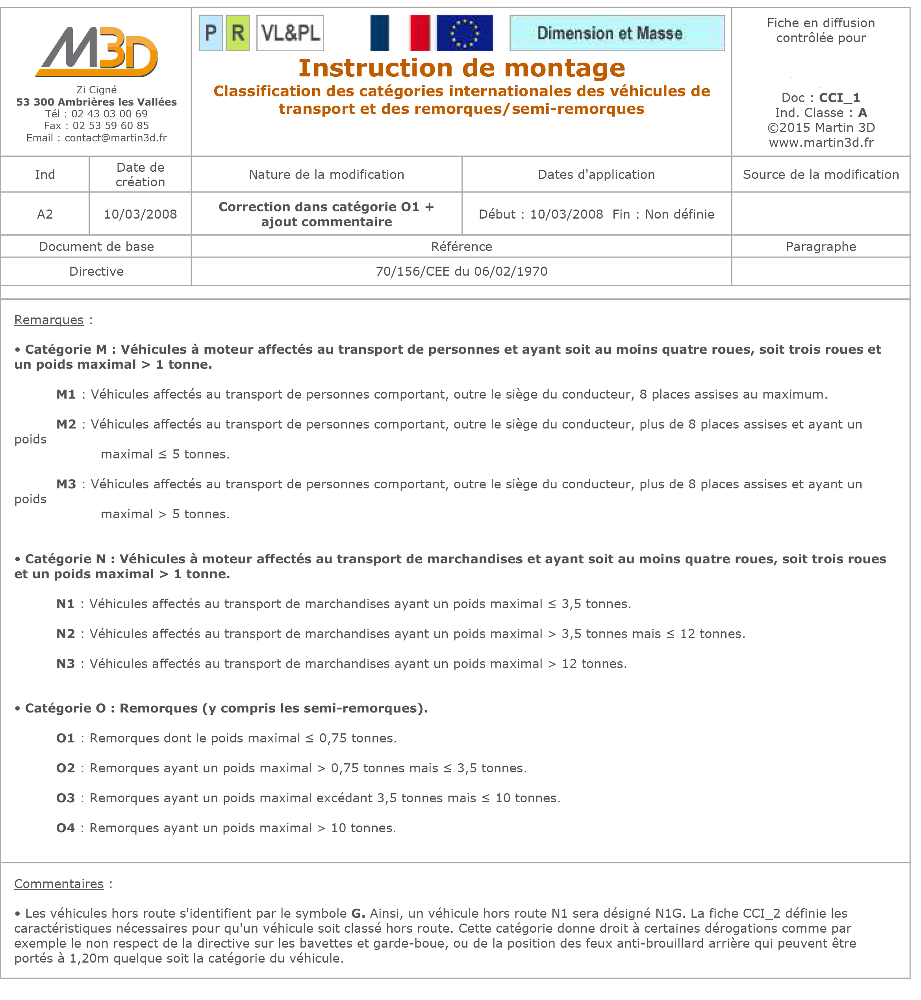 M3D
Zi Cigné
53 300 Ambrières les Vallées
Tél : 02 43 03 00 69
Fax : 02 53 59 60 85
Email : contact@martin3d.fr
P R VL&PL Dimension et Masse
Instruction de montage
Classification des catégories internationales des véhicules de
transport et des remorques/semi-remorques
Fiche en diffusion
contrôlée pour
Doc : CCI_1
Ind. Classe : A
©2015 Martin 3D
www.martin3d.fr
Ind
Date de
création
Nature de la modification
Dates d'application
Source de la modification
A2
10/03/2008
Correction dans catégorie O1 +
ajout commentaire
Début : 10/03/2008  Fin : Non définie
Document de base
Référence
Paragraphe
Directive
70/156/CEE du 06/02/1970
Remarques :
• Catégorie M : Véhicules à moteur affectés au transport de personnes et ayant soit au moins quatre roues, soit trois roues et
un poids maximal > 1 tonne.
M1 : Véhicules affectés au transport de personnes comportant, outre le siège du conducteur, 8 places assises au maximum.
M2 : Véhicules affectés au transport de personnes comportant, outre le siège du conducteur, plus de 8 places assises et ayant un
poids
maximal ≤ 5 tonnes.
M3 : Véhicules affectés au transport de personnes comportant, outre le siège du conducteur, plus de 8 places assises et ayant un
poids
maximal > 5 tonnes.
• Catégorie N : Véhicules à moteur affectés au transport de marchandises et ayant soit au moins quatre roues, soit trois roues
et un poids maximal > 1 tonne.
N1 : Véhicules affectés au transport de marchandises ayant un poids maximal ≤ 3,5 tonnes.
N2 : Véhicules affectés au transport de marchandises ayant un poids maximal > 3,5 tonnes mais ≤ 12 tonnes.
N3 : Véhicules affectés au transport de marchandises ayant un poids maximal > 12 tonnes.
• Catégorie O : Remorques (y compris les semi-remorques).
O1 : Remorques dont le poids maximal ≤ 0,75 tonnes.
O2 : Remorques ayant un poids maximal > 0,75 tonnes mais ≤ 3,5 tonnes.
O3 : Remorques ayant un poids maximal excédant 3,5 tonnes mais ≤ 10 tonnes.
O4 : Remorques ayant un poids maximal > 10 tonnes.
Commentaires :
• Les véhicules hors route s'identifient par le symbole G. Ainsi, un véhicule hors route N1 sera désigné N1G. La fiche CCI_2 définie les
caractéristiques nécessaires pour qu'un véhicule soit classé hors route. Cette catégorie donne droit à certaines dérogations comme par
exemple le non respect de la directive sur les bavettes et garde-boue, ou de la position des feux anti-brouillard arrière qui peuvent être
portés à 1,20m quelque soit la catégorie du véhicule.